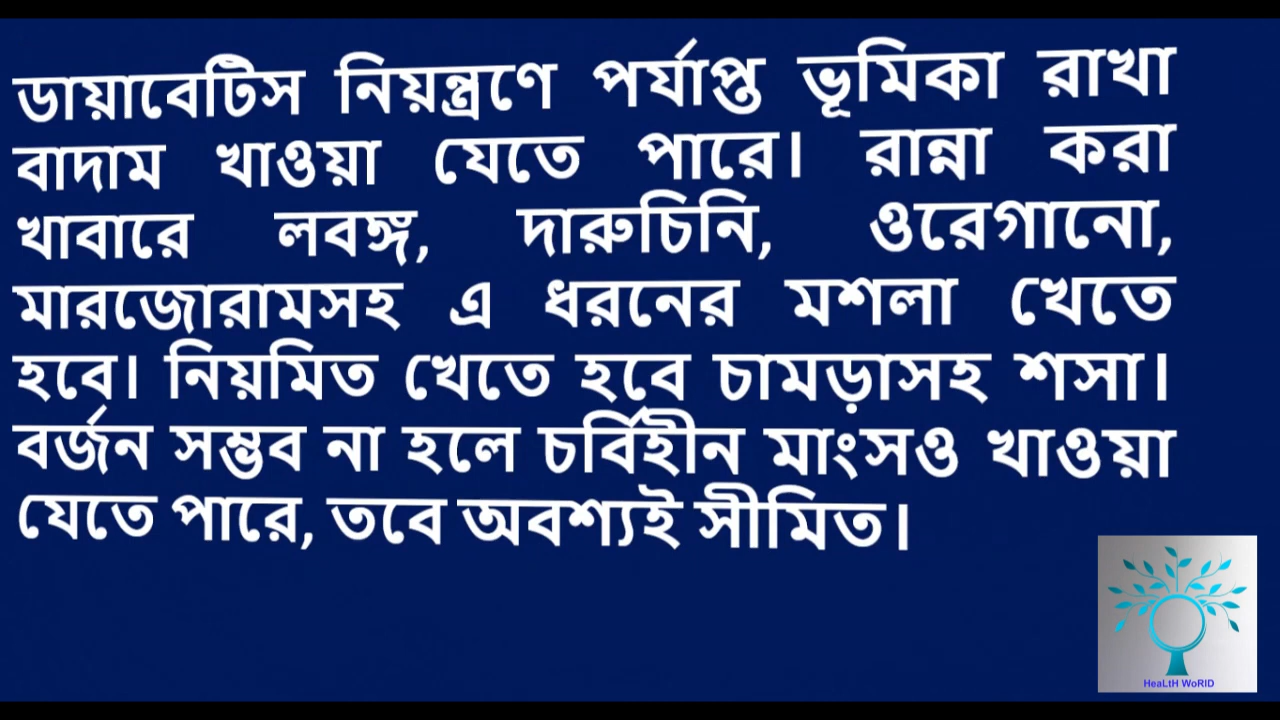 ডায়াবেটিস নিয়ন্ত্রণে পর্যাপ্ত ভূমিকা রাখা
বাদাম খাওয়া যেতে পারে। রান্না করা
খাবারে লবঙ্গ, দারুচিনি, ওরেগানো,
মারজোরামসহ এ ধরনের মশলা খেতে
হবে। নিয়মিত খেতে হবে চামড়াসহ শসা।
বর্জন সম্ভব না হলে চর্বিহীন মাংসও খাওয়া
যেতে পারে, তবে অবশ্যই সীমিত।
HeaLtH WoRlD